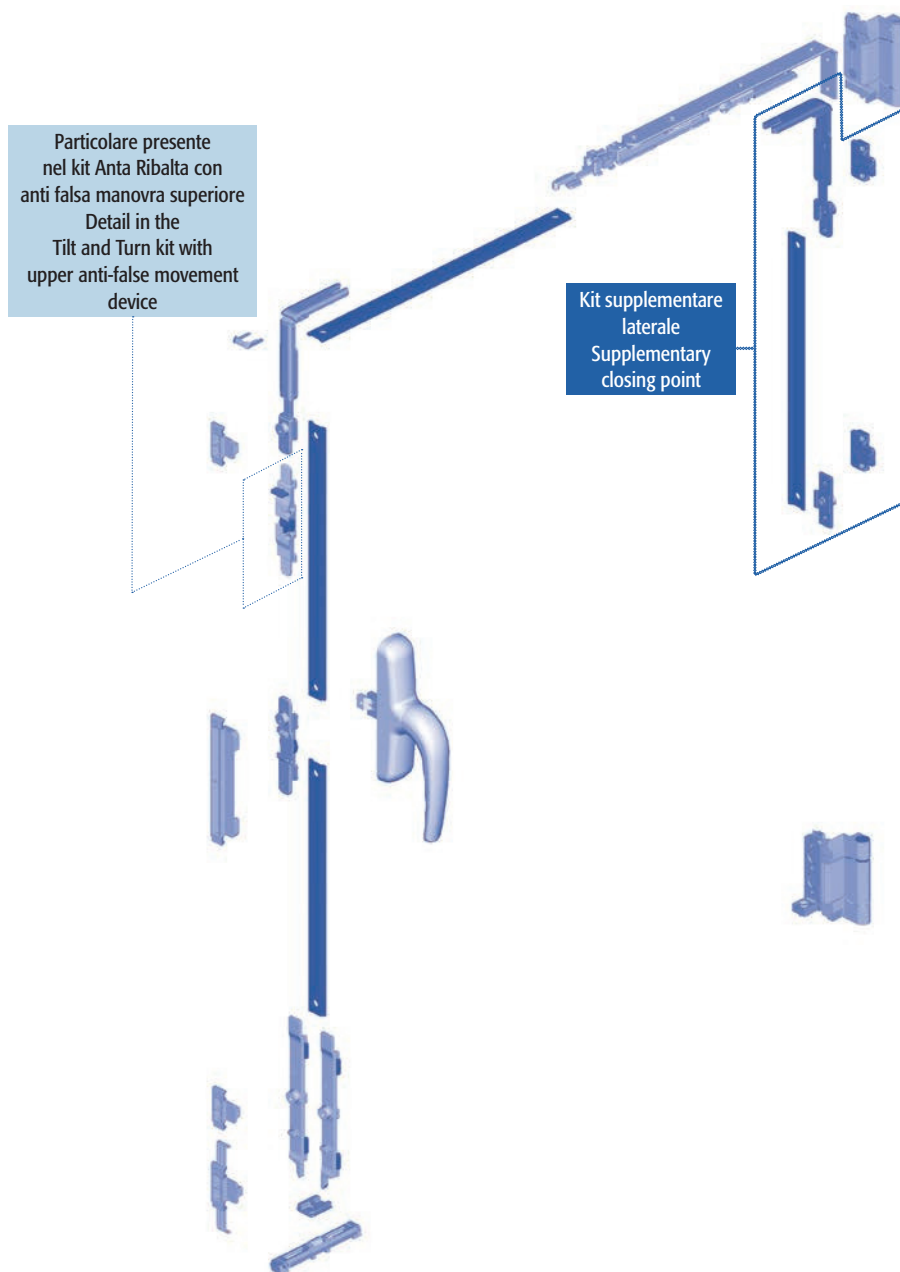 Particolare presente
nel kit Anta Ribalta con
anti falsa manovra superiore
Detail in the
Tilt and Turn kit with
upper anti-false movement
device
Kit supplementare
laterale
Supplementary
closing point